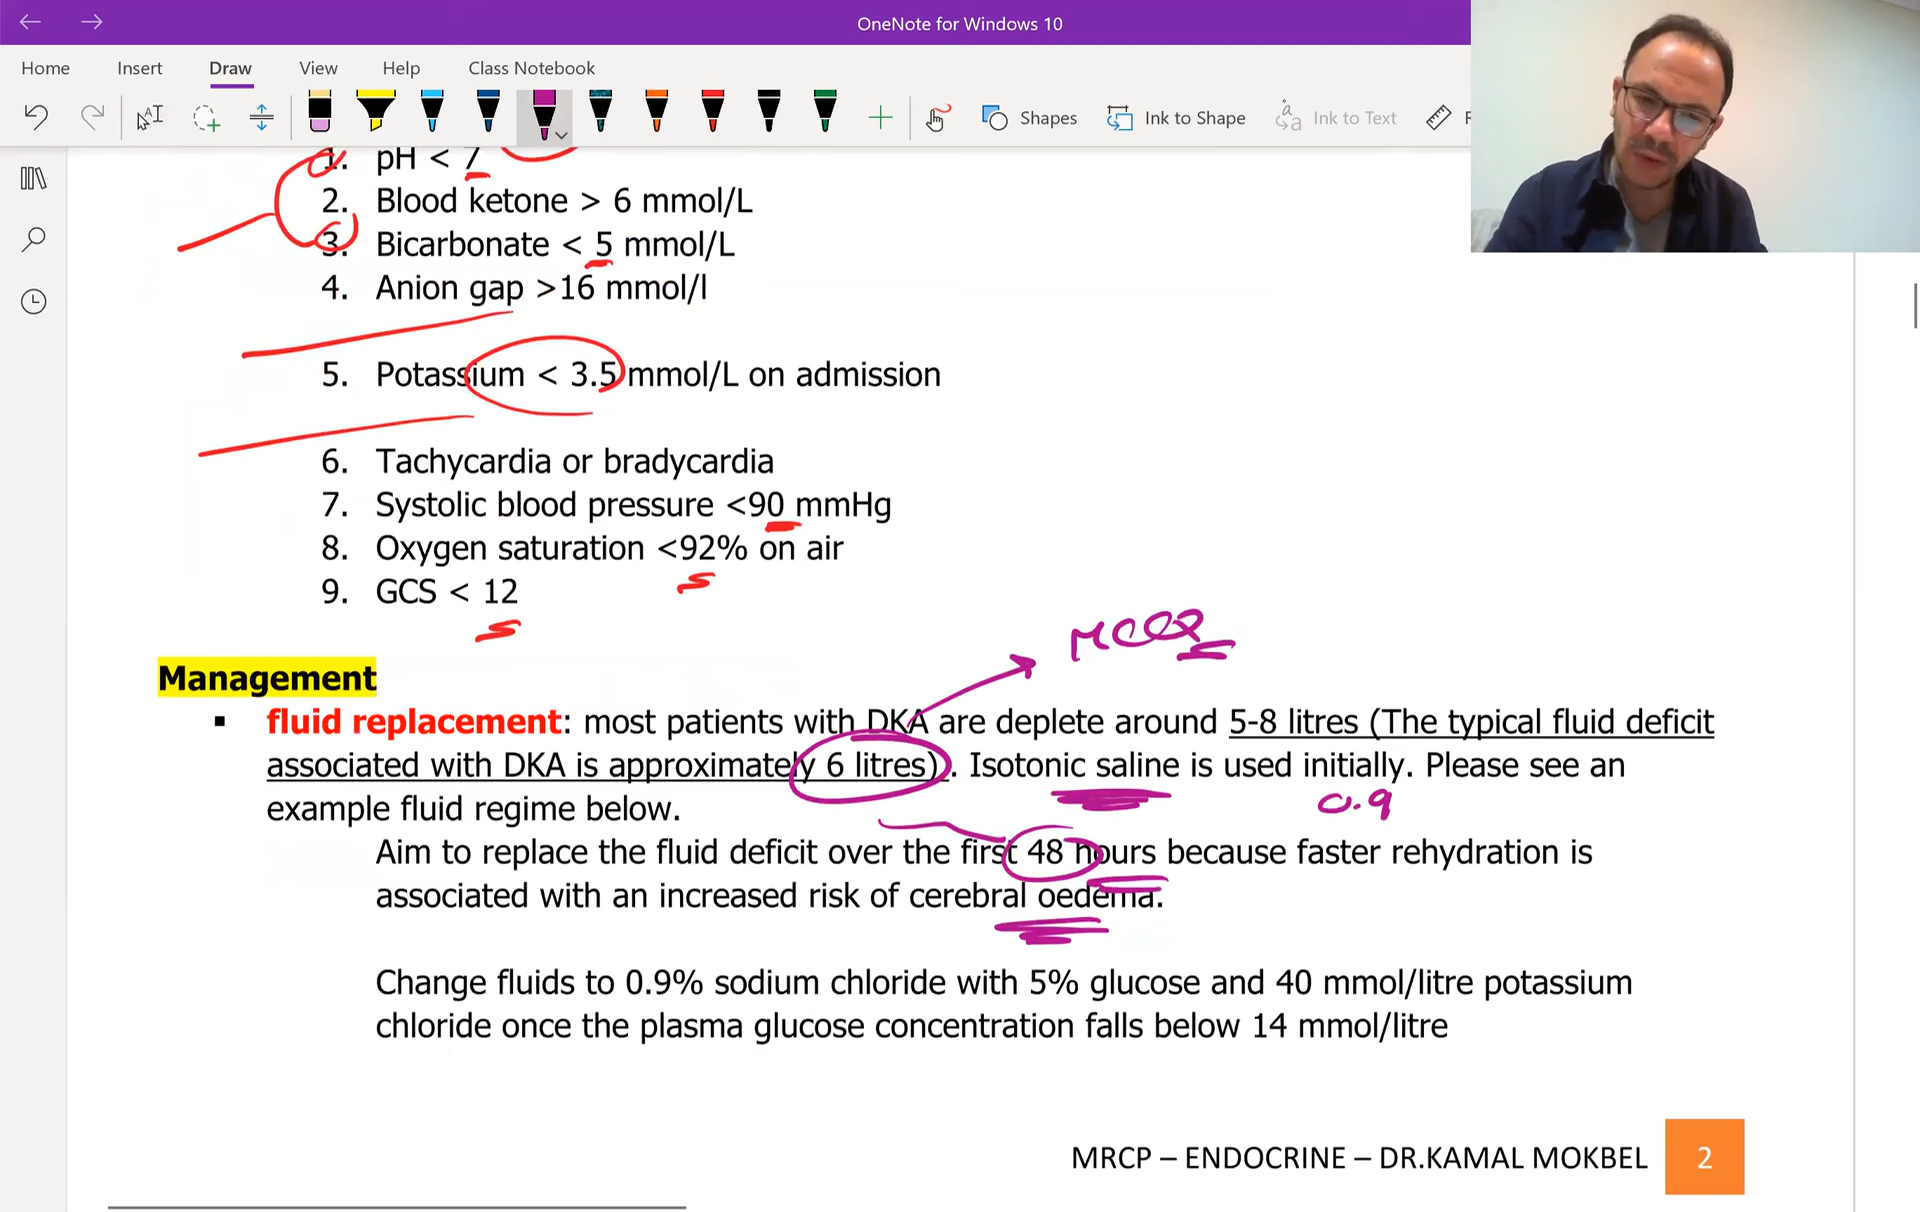 OneNote for Windows 10
Home Insert Draw View Help Class Notebook
Shapes Ink to Shape Ink to Text
1. pH < 7
2. Blood ketone > 6 mmol/L
3. Bicarbonate < 5 mmol/L
4. Anion gap >16 mmol/l
5. Potassium < 3.5 mmol/L on admission
6. Tachycardia or bradycardia
7. Systolic blood pressure <90 mmHg
8. Oxygen saturation <92% on air
9. GCS < 12
MCQ
Management
▪ fluid replacement: most patients with DKA are deplete around 5-8 litres (The typical fluid deficit
associated with DKA is approximately 6 litres). Isotonic saline is used initially. Please see an
0.9
example fluid regime below.
Aim to replace the fluid deficit over the first 48 hours because faster rehydration is
associated with an increased risk of cerebral oedema.
Change fluids to 0.9% sodium chloride with 5% glucose and 40 mmol/litre potassium
chloride once the plasma glucose concentration falls below 14 mmol/litre
MRCP – ENDOCRINE – DR.KAMAL MOKBEL 2